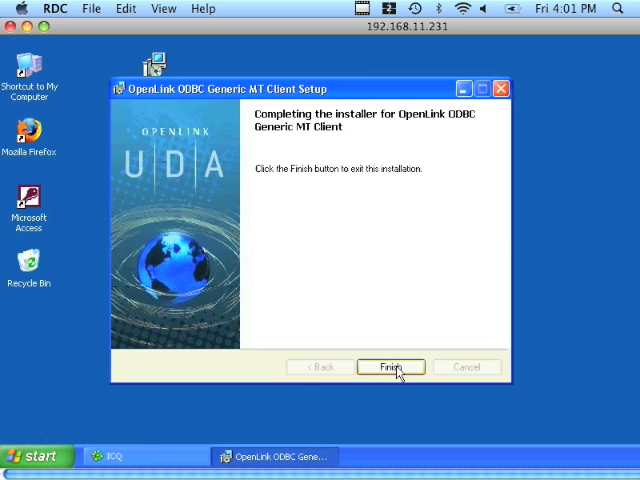 RDC File Edit View Help Fri 4:01 PM
192.168.11.231
Shortcut to My
Computer
Mozilla Firefox
Microsoft
Access
Recycle Bin
OpenLink ODBC Generic MT Client Setup
OPENLINK
UDA
Completing the installer for OpenLink ODBC
Generic MT Client
Click the Finish button to exit this installation.
< Back Finish Cancel
start ICQ OpenLink ODBC Gene...